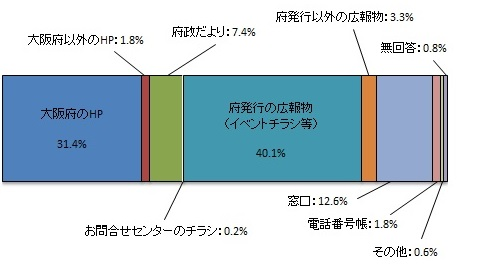 大阪府以外のHP：1.8%
府政だより：7.4%
府発行以外の広報物：3.3%
無回答：0.8%
大阪府のHP
31.4%
府発行の広報物
（イベントチラシ等）
40.1%
窓口：12.6%
お問合せセンターのチラシ：0.2%
電話番号帳：1.8%
その他：0.6%